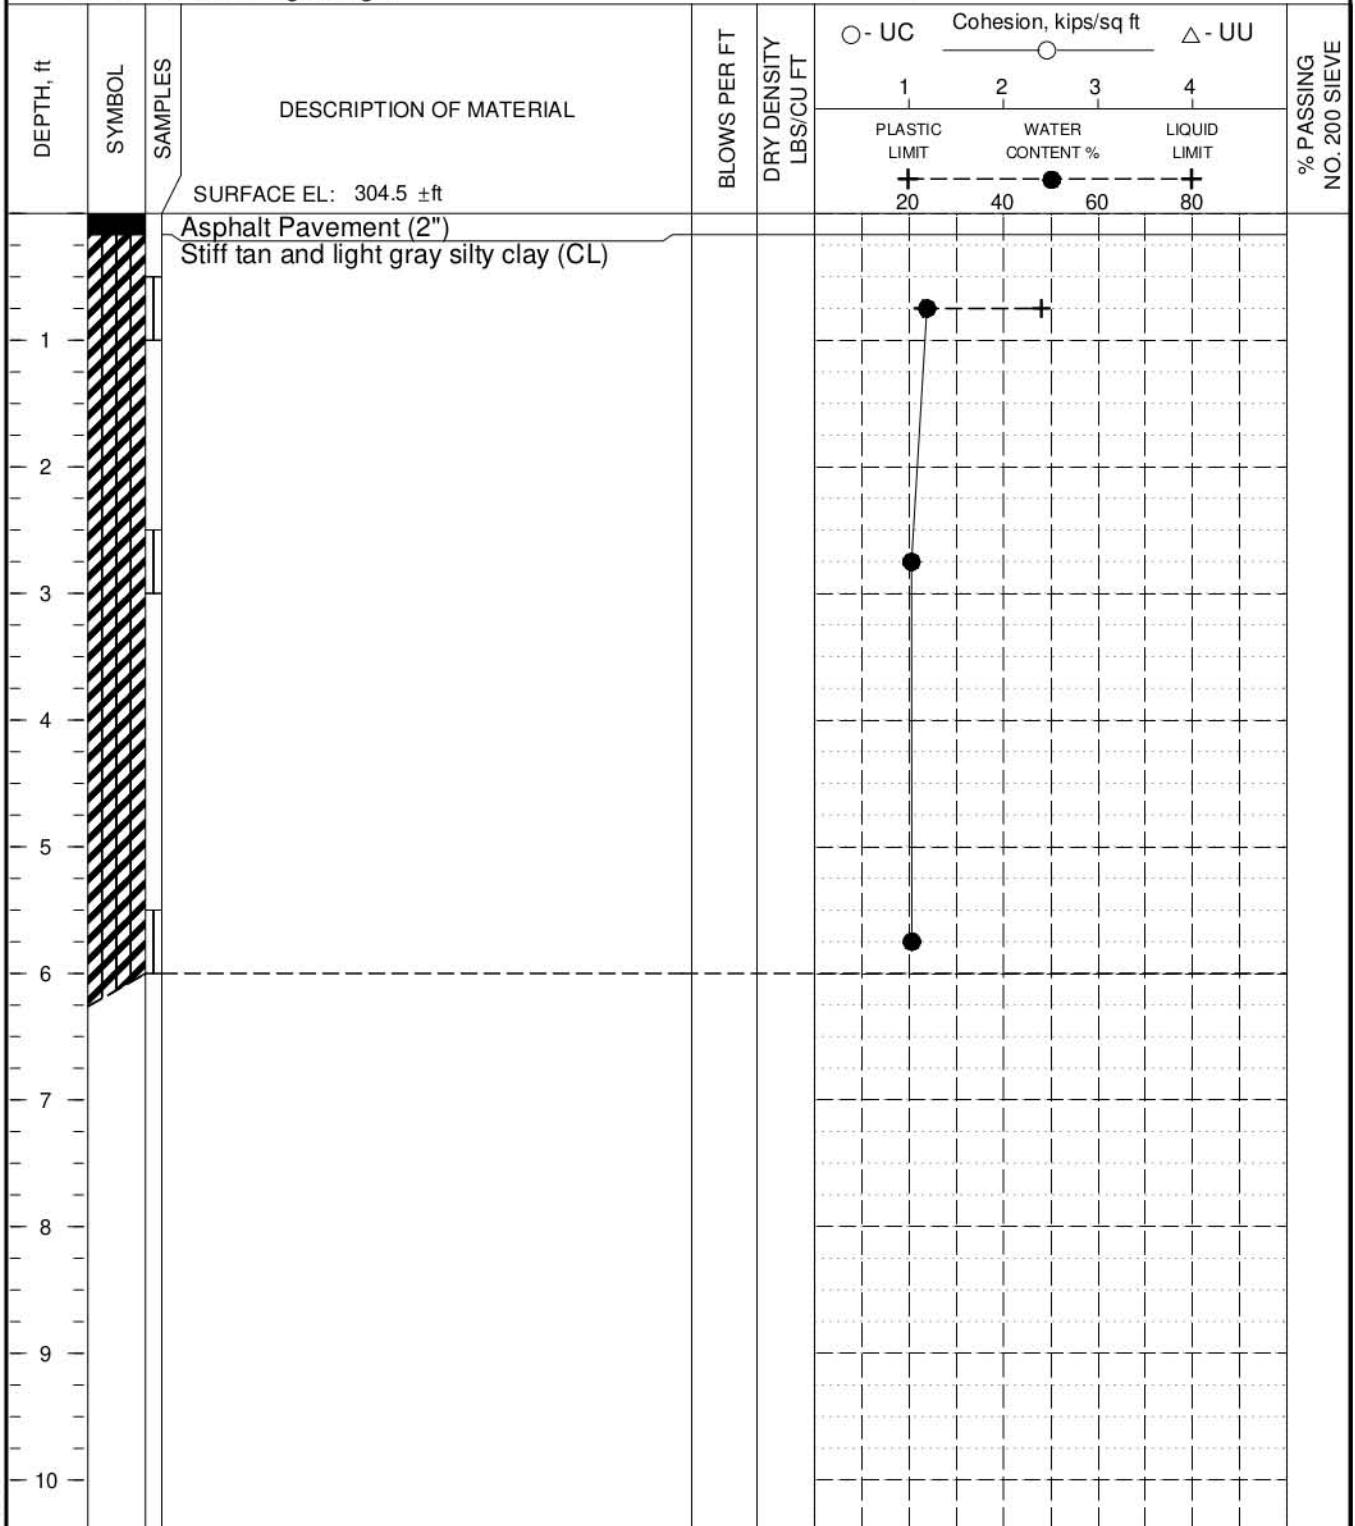 DEPTH, ft
SYMBOL
SAMPLES
DESCRIPTION OF MATERIAL
SURFACE EL: 304.5 ±ft
BLOWS PER FT
DRY DENSITY
LBS/CU FT
- UC
Cohesion, kips/sq ft
- UU
1 2 3 4
PLASTIC
LIMIT
WATER
CONTENT %
LIQUID
LIMIT
20 40 60 80
% PASSING
NO. 200 SIEVE
Asphalt Pavement (2")
Stiff tan and light gray silty clay (CL)
1
2
3
4
5
6
7
8
9
10